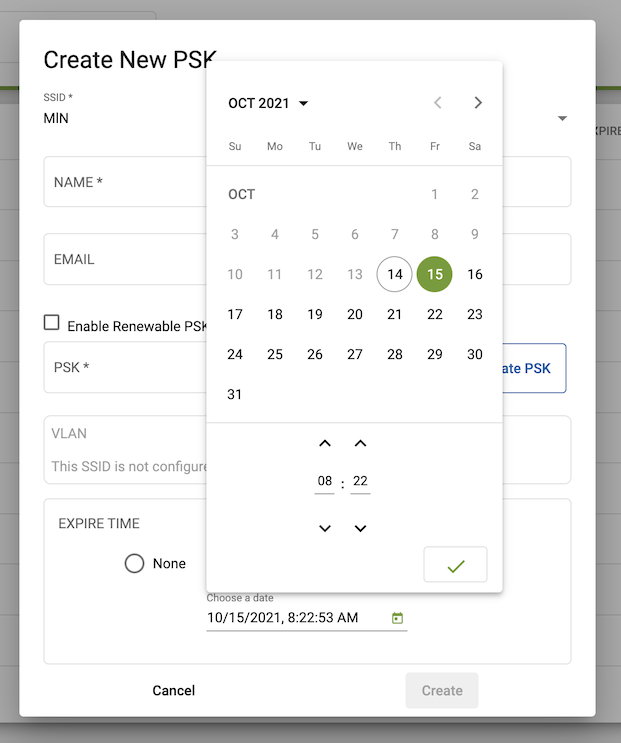 Create New PSK
SSID *
MIN
NAME *
EMAIL
Enable Renewable PSK
PSK *
ate PSK
VLAN
This SSID is not configure
EXPIRE TIME
None
Choose a date
10/15/2021, 8:22:53 AM
Cancel
Create
XPIRE
OCT 2021
Su Mo Tu We Th Fr Sa
OCT 1 2
3 4 5 6 7 8 9
10 11 12 13 14 15 16
17 18 19 20 21 22 23
24 25 26 27 28 29 30
31
08 : 22